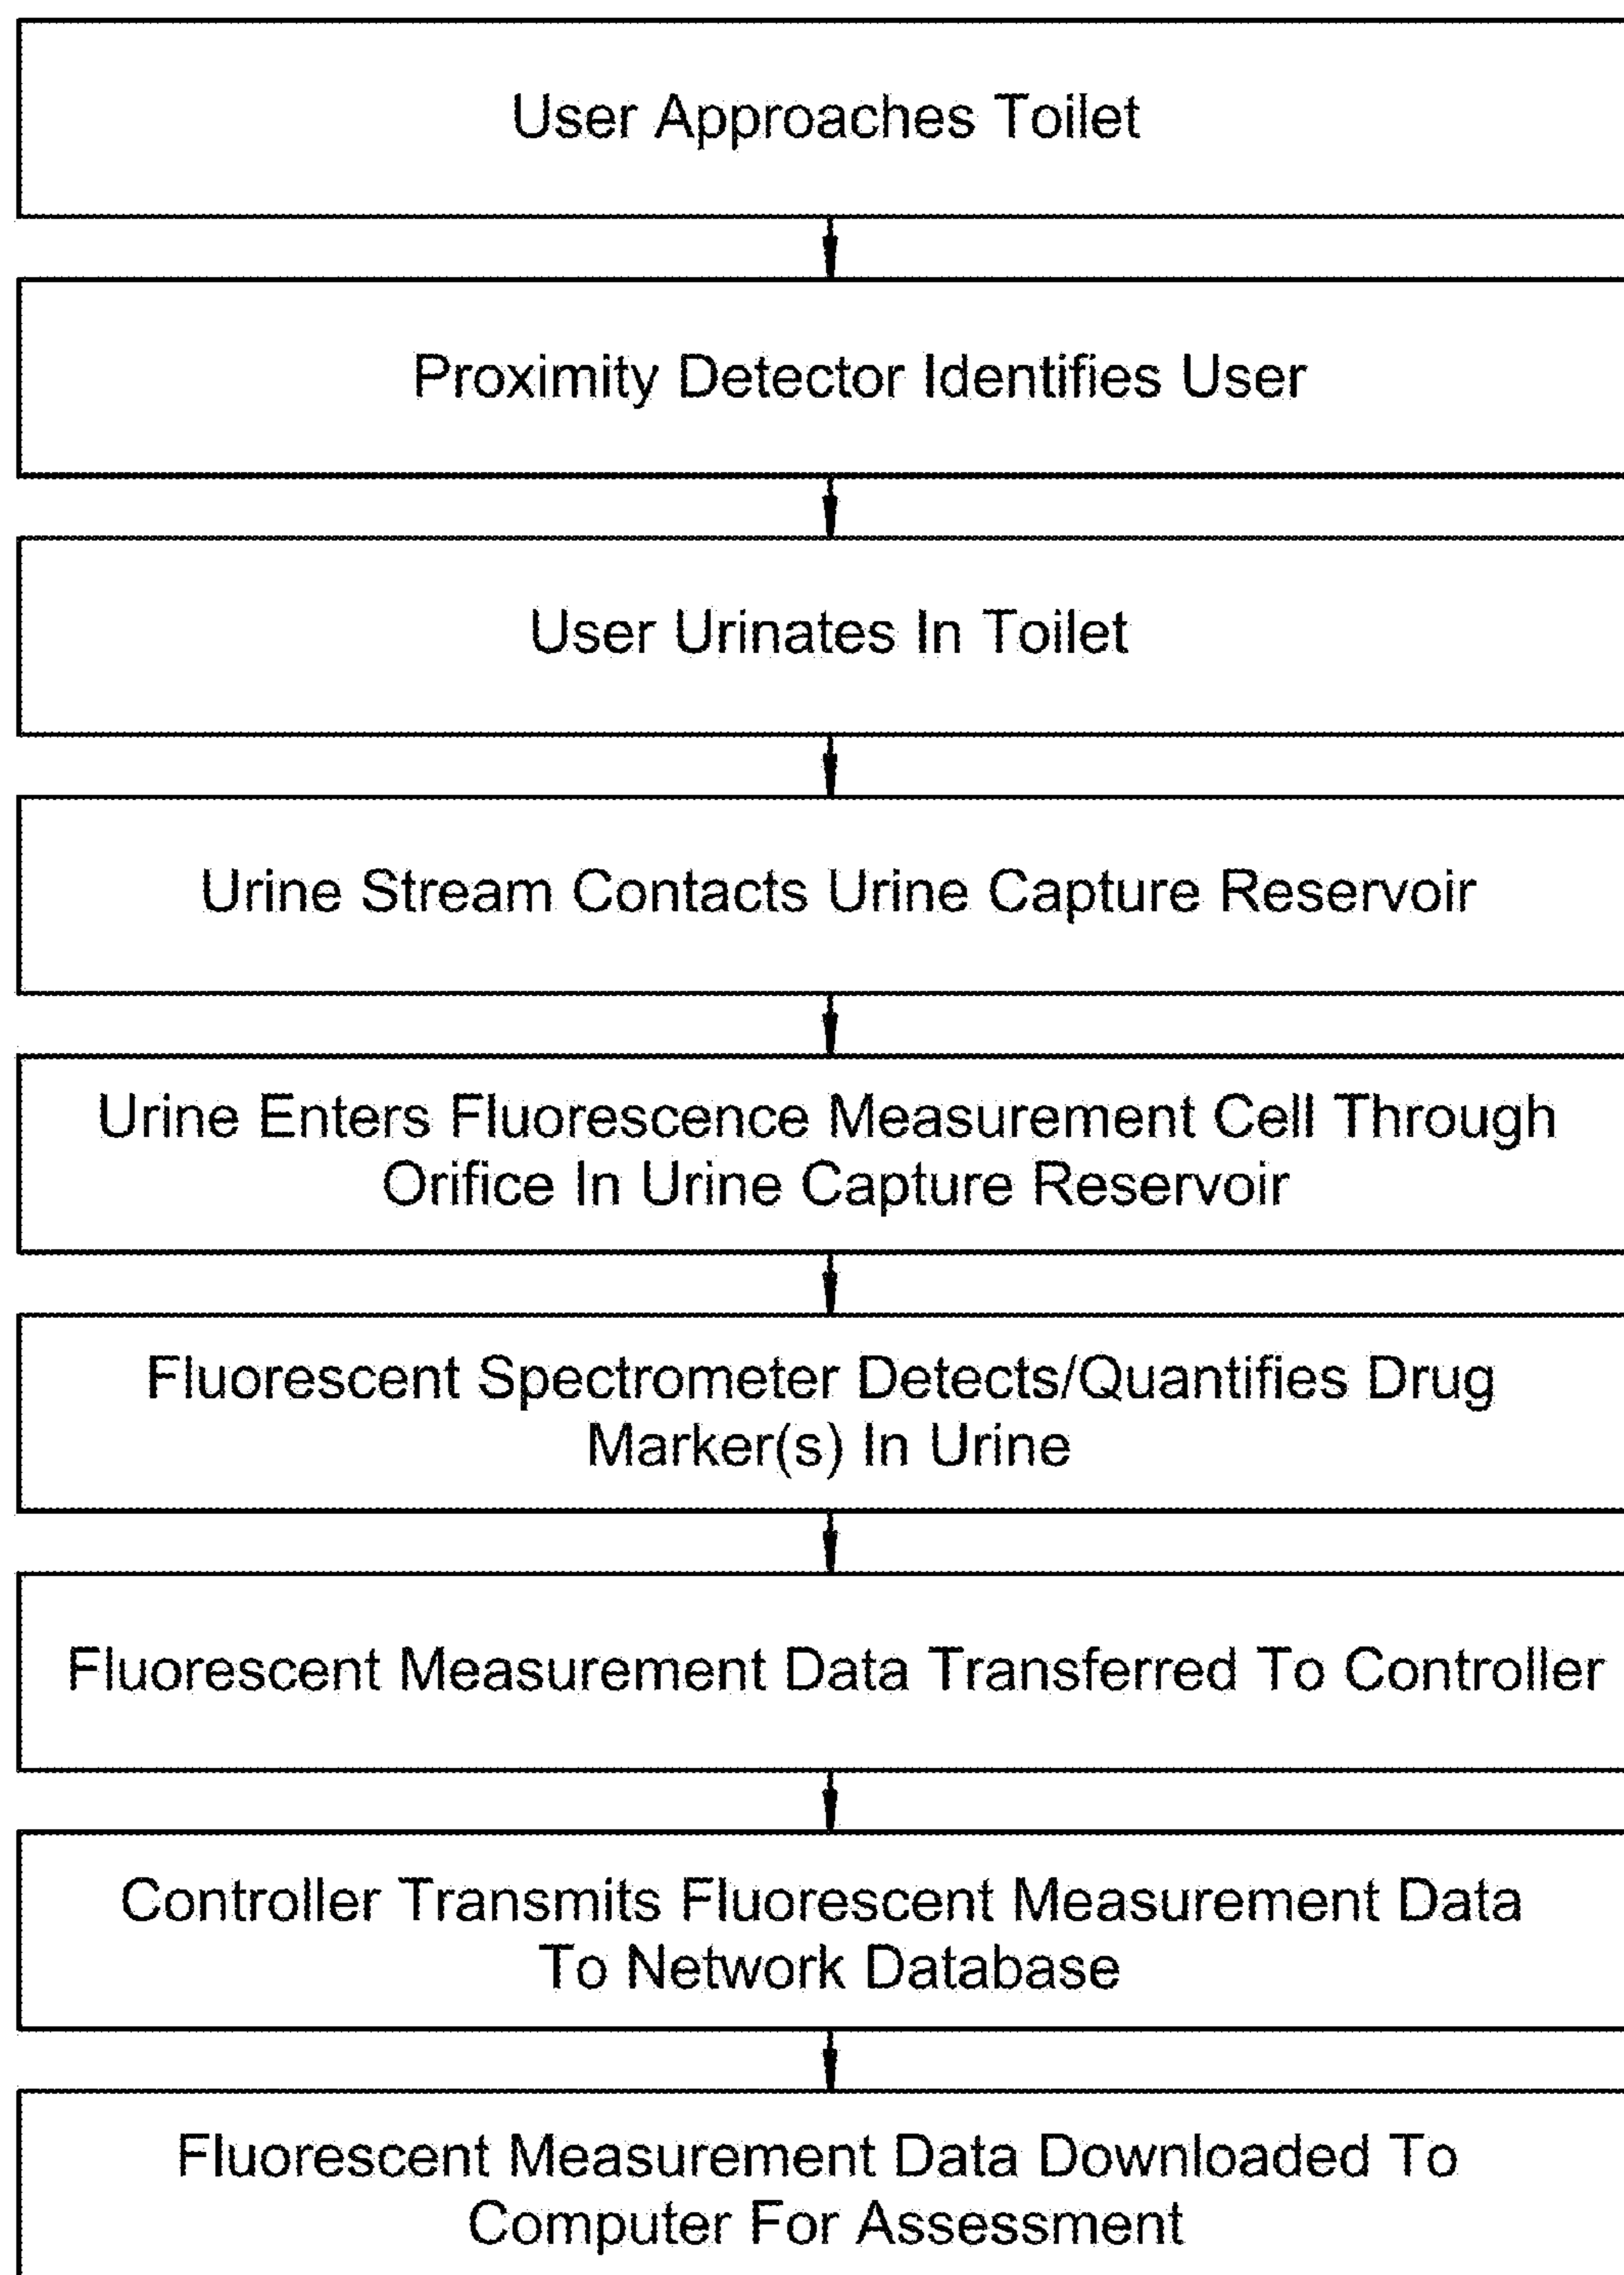 User Approaches Toilet
Proximity Detector Identifies User
User Urinates In Toilet
Urine Stream Contacts Urine Capture Reservoir
Urine Enters Fluorescence Measurement Cell Through
Orifice In Urine Capture Reservoir
Fluorescent Spectrometer Detects/Quantifies Drug
Marker(s) In Urine
Fluorescent Measurement Data Transferred To Controller
Controller Transmits Fluorescent Measurement Data
To Network Database
Fluorescent Measurement Data Downloaded To
Computer For Assessment